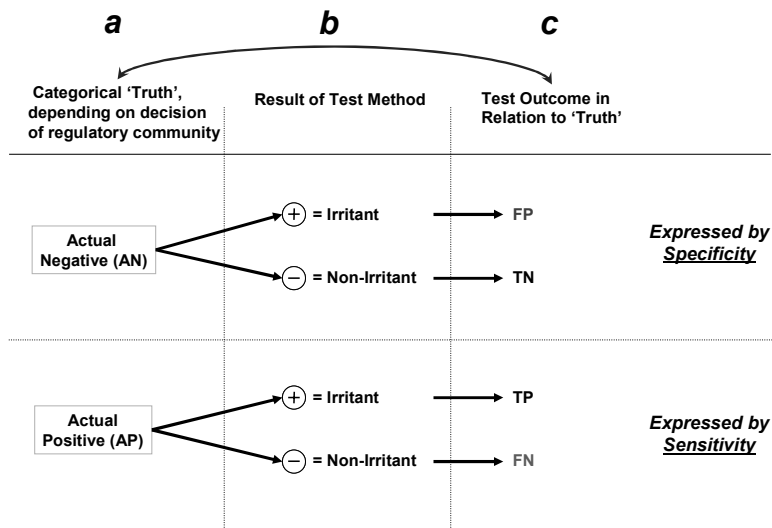 a
b
c
Categorical ‘Truth’,
depending on decision
of regulatory community
Result of Test Method
Test Outcome in
Relation to ‘Truth’
Actual
Negative (AN)
+ = Irritant
FP
− = Non-Irritant
TN
Expressed by
Specificity
Actual
Positive (AP)
+ = Irritant
TP
− = Non-Irritant
FN
Expressed by
Sensitivity